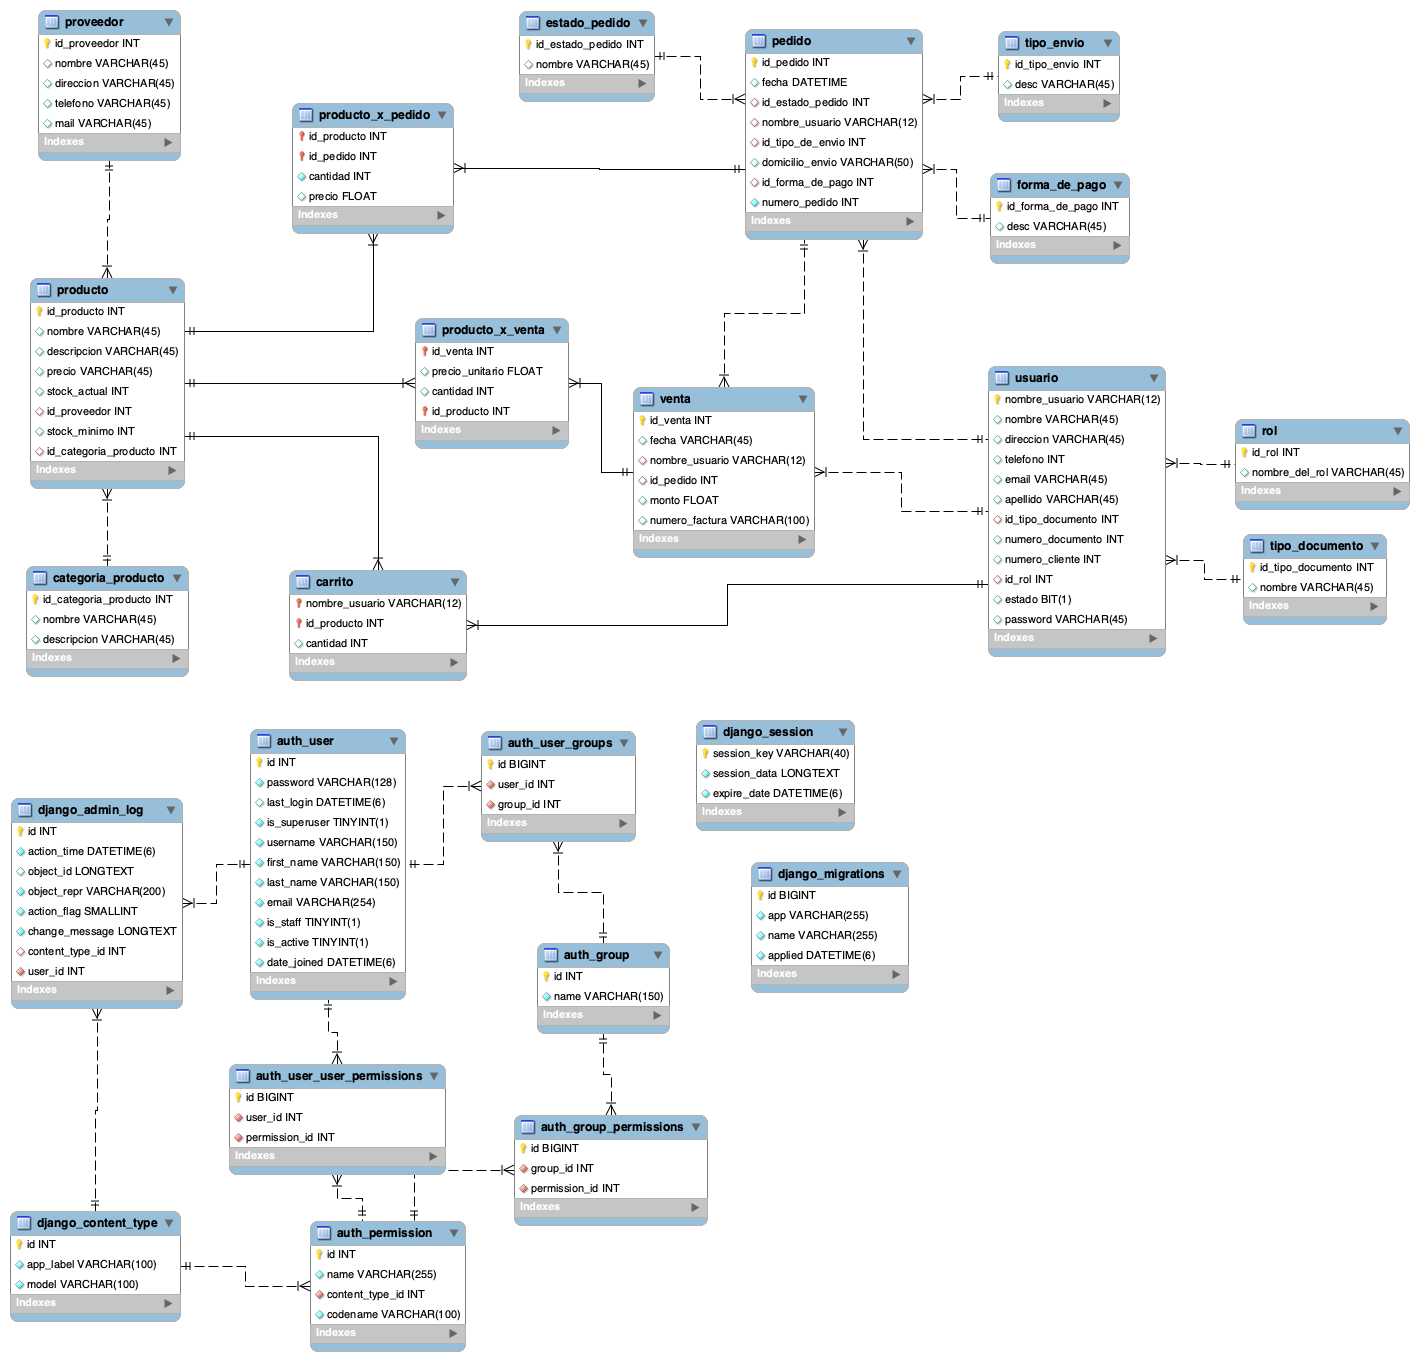 proveedor
id_proveedor INT
nombre VARCHAR(45)
direccion VARCHAR(45)
telefono VARCHAR(45)
mail VARCHAR(45)
Indexes
estado_pedido
id_estado_pedido INT
nombre VARCHAR(45)
Indexes
pedido
id_pedido INT
fecha DATETIME
id_estado_pedido INT
nombre_usuario VARCHAR(12)
id_tipo_de_envio INT
domicilio_envio VARCHAR(50)
id_forma_de_pago INT
numero_pedido INT
Indexes
tipo_envio
id_tipo_envio INT
desc VARCHAR(45)
Indexes
producto_x_pedido
id_producto INT
id_pedido INT
cantidad INT
precio FLOAT
Indexes
forma_de_pago
id_forma_de_pago INT
desc VARCHAR(45)
Indexes
producto
id_producto INT
nombre VARCHAR(45)
descripcion VARCHAR(45)
precio VARCHAR(45)
stock_actual INT
id_proveedor INT
stock_minimo INT
id_categoria_producto INT
Indexes
producto_x_venta
id_venta INT
precio_unitario FLOAT
cantidad INT
id_producto INT
Indexes
venta
id_venta INT
fecha VARCHAR(45)
nombre_usuario VARCHAR(12)
id_pedido INT
monto FLOAT
numero_factura VARCHAR(100)
Indexes
usuario
nombre_usuario VARCHAR(12)
nombre VARCHAR(45)
direccion VARCHAR(45)
telefono INT
email VARCHAR(45)
apellido VARCHAR(45)
id_tipo_documento INT
numero_documento INT
numero_cliente INT
id_rol INT
estado BIT(1)
password VARCHAR(45)
Indexes
rol
id_rol INT
nombre_del_rol VARCHAR(45)
Indexes
tipo_documento
id_tipo_documento INT
nombre VARCHAR(45)
Indexes
categoria_producto
id_categoria_producto INT
nombre VARCHAR(45)
descripcion VARCHAR(45)
Indexes
carrito
nombre_usuario VARCHAR(12)
id_producto INT
cantidad INT
Indexes
auth_user
id INT
password VARCHAR(128)
last_login DATETIME(6)
is_superuser TINYINT(1)
username VARCHAR(150)
first_name VARCHAR(150)
last_name VARCHAR(150)
email VARCHAR(254)
is_staff TINYINT(1)
is_active TINYINT(1)
date_joined DATETIME(6)
Indexes
auth_user_groups
id BIGINT
user_id INT
group_id INT
Indexes
django_session
session_key VARCHAR(40)
session_data LONGTEXT
expire_date DATETIME(6)
Indexes
django_admin_log
id INT
action_time DATETIME(6)
object_id LONGTEXT
object_repr VARCHAR(200)
action_flag SMALLINT
change_message LONGTEXT
content_type_id INT
user_id INT
Indexes
django_migrations
id BIGINT
app VARCHAR(255)
name VARCHAR(255)
applied DATETIME(6)
Indexes
auth_group
id INT
name VARCHAR(150)
Indexes
auth_user_user_permissions
id BIGINT
user_id INT
permission_id INT
Indexes
auth_group_permissions
id BIGINT
group_id INT
permission_id INT
Indexes
django_content_type
id INT
app_label VARCHAR(100)
model VARCHAR(100)
Indexes
auth_permission
id INT
name VARCHAR(255)
content_type_id INT
codename VARCHAR(100)
Indexes